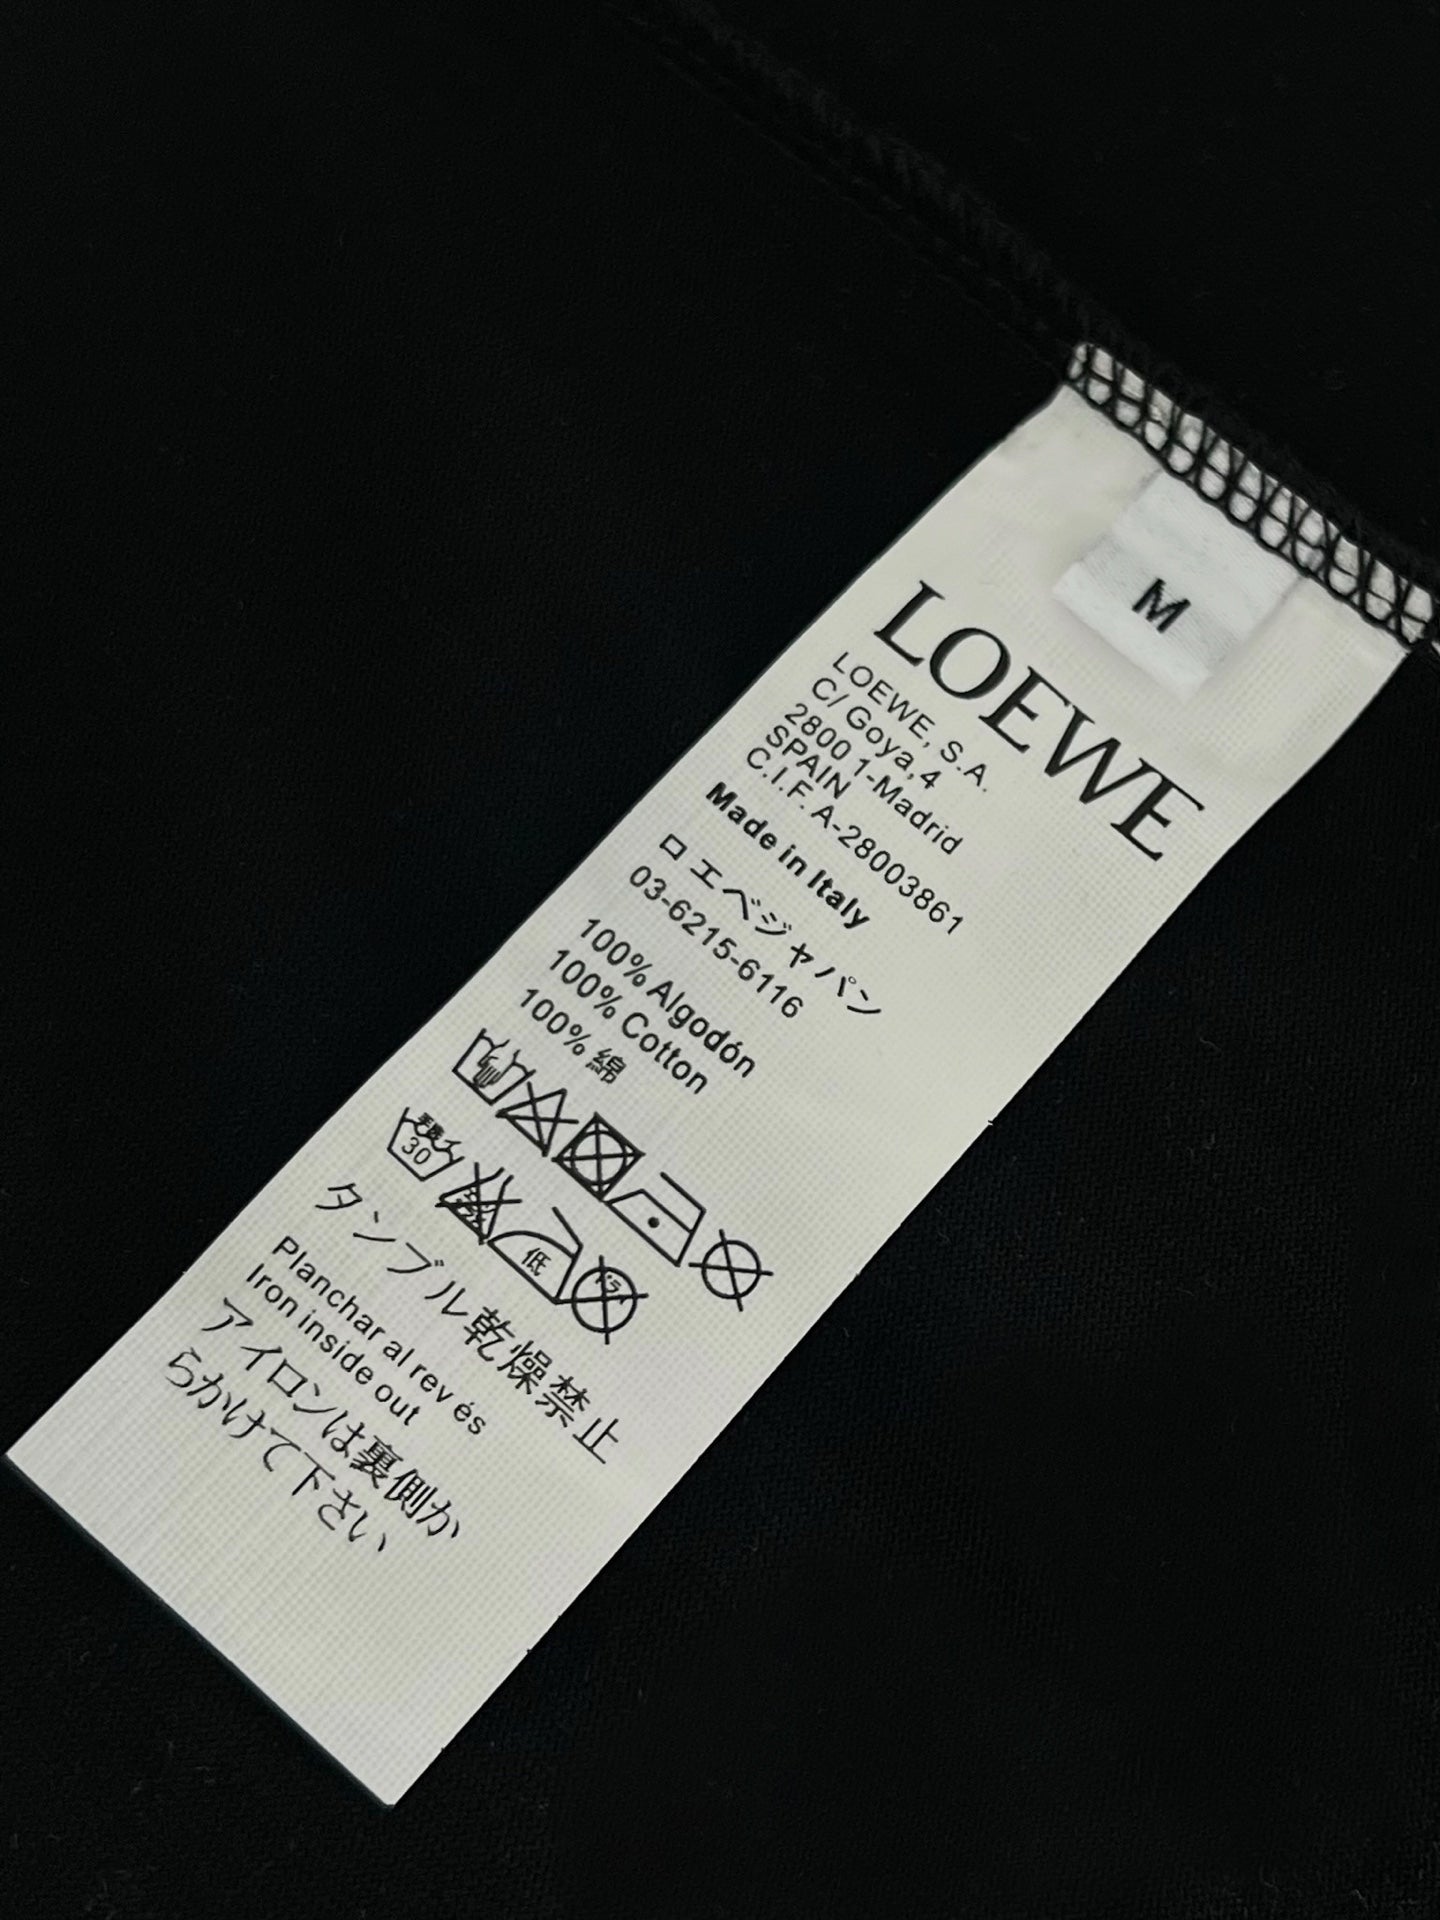 M
LOEWE
LOEWE, S.A.
C/ Goya,4
2800 1-Madrid
SPAIN
C.I.F. A-28003861
Made in Italy
ロエベジャパン
03-6215-6116
100% Algodón
100% Cotton
100% 綿
30
低
タンブル乾燥禁止
Planchar al rev és
Iron inside out
アイロンは裏側か
らかけて下さい